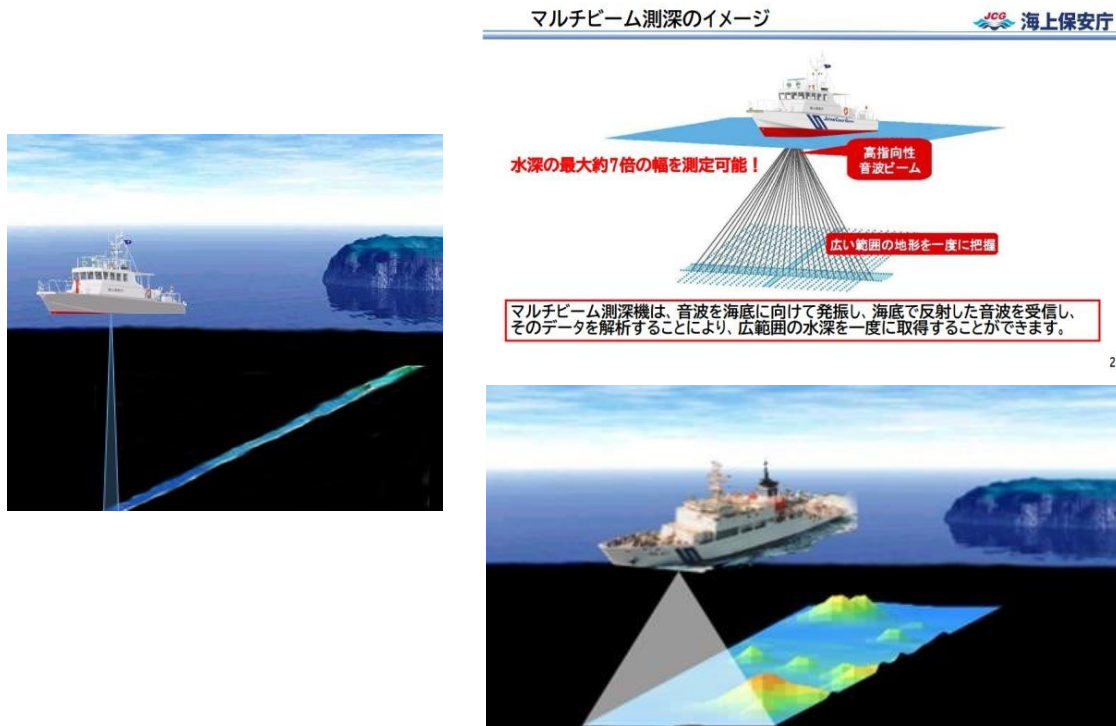 マルチビーム測深のイメージ
JCG 海上保安庁
水深の最大約7倍の幅を測定可能！
高指向性
音波ビーム
広い範囲の地形を一度に把握
マルチビーム測深機は、音波を海底に向けて発振し、海底で反射した音波を受信し、
そのデータを解析することにより、広範囲の水深を一度に取得することができます。
2